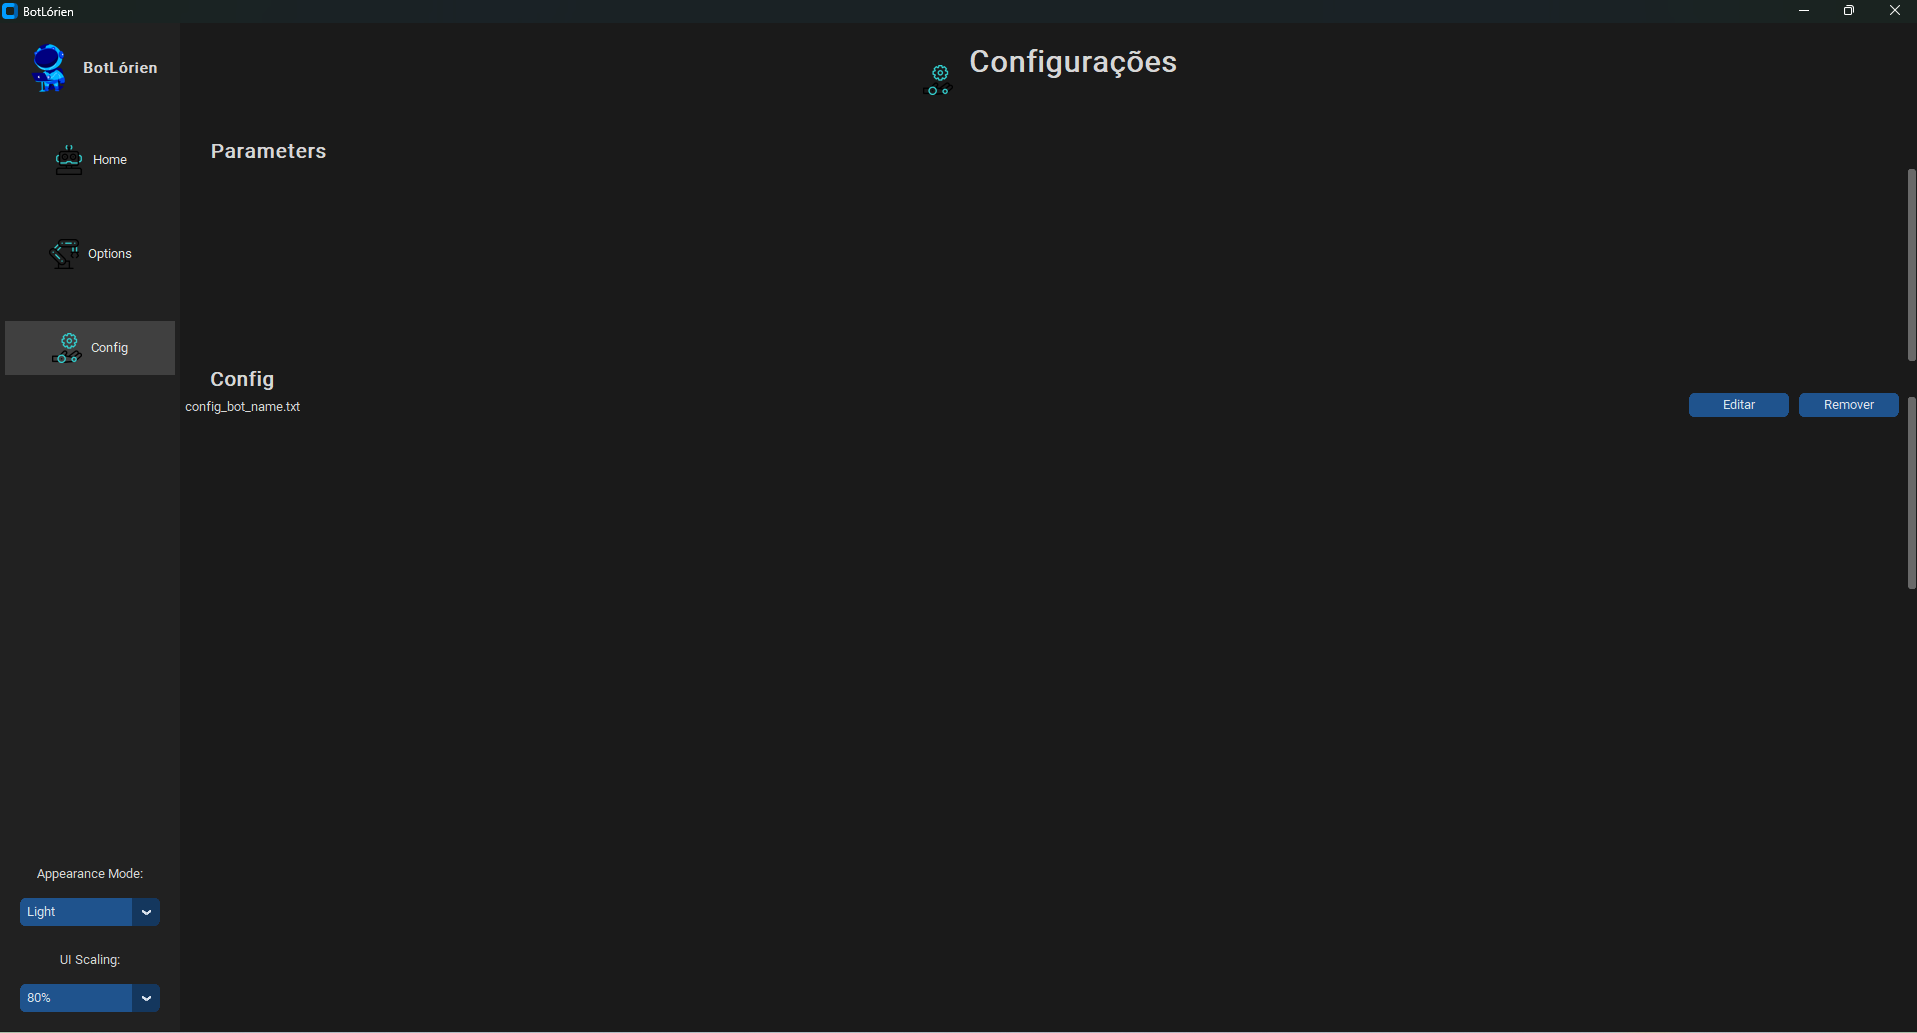 BotLórien
BotLórien
Home
Options
Config
Appearance Mode:
Light
UI Scaling:
80%
Configurações
Parameters
Config
config_bot_name.txt
Editar
Remover